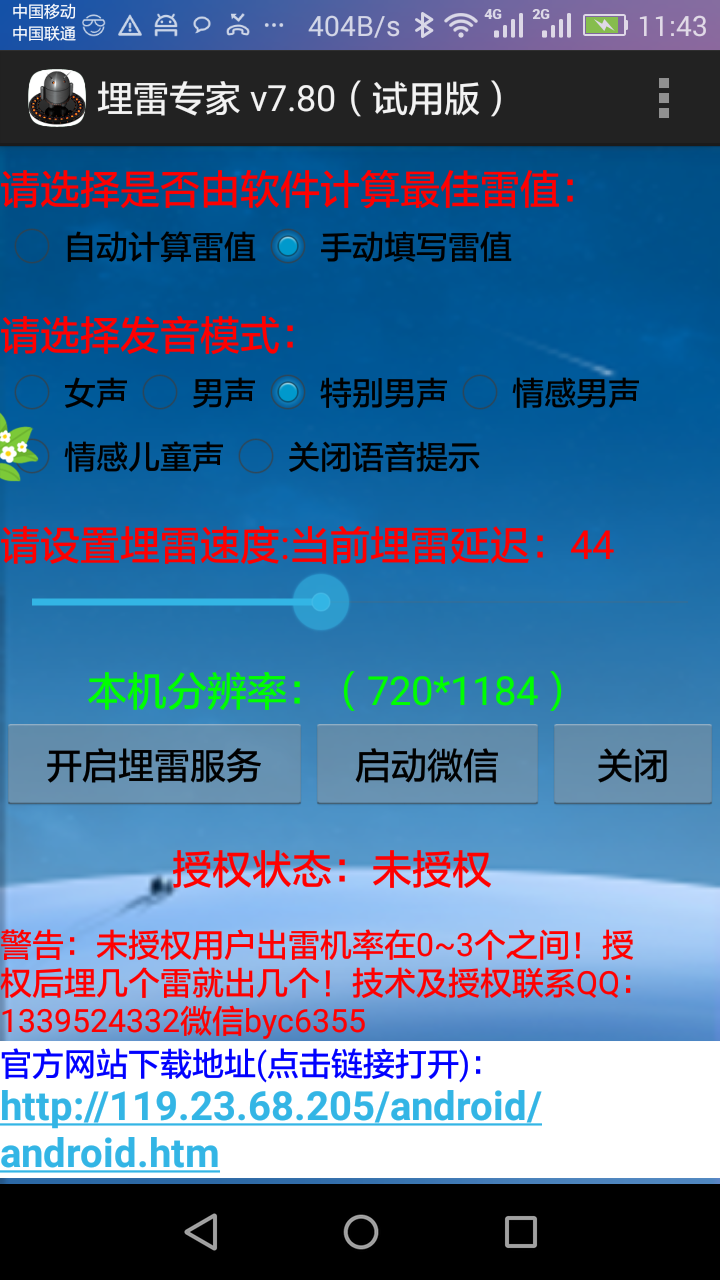 中国移动
中国联通
404B/s 4G 2G 11:43
埋雷专家 v7.80（试用版）
请选择是否由软件计算最佳雷值：
自动计算雷值 手动填写雷值
请选择发音模式：
女声 男声 特别男声 情感男声
情感儿童声 关闭语音提示
请设置埋雷速度:当前埋雷延迟：44
本机分辨率：（720*1184）
开启埋雷服务 启动微信 关闭
授权状态：未授权
警告：未授权用户出雷机率在0~3个之间！授
权后埋几个雷就出几个！技术及授权联系QQ：
1339524332微信byc6355
官方网站下载地址(点击链接打开)：
http://119.23.68.205/android/
android.htm